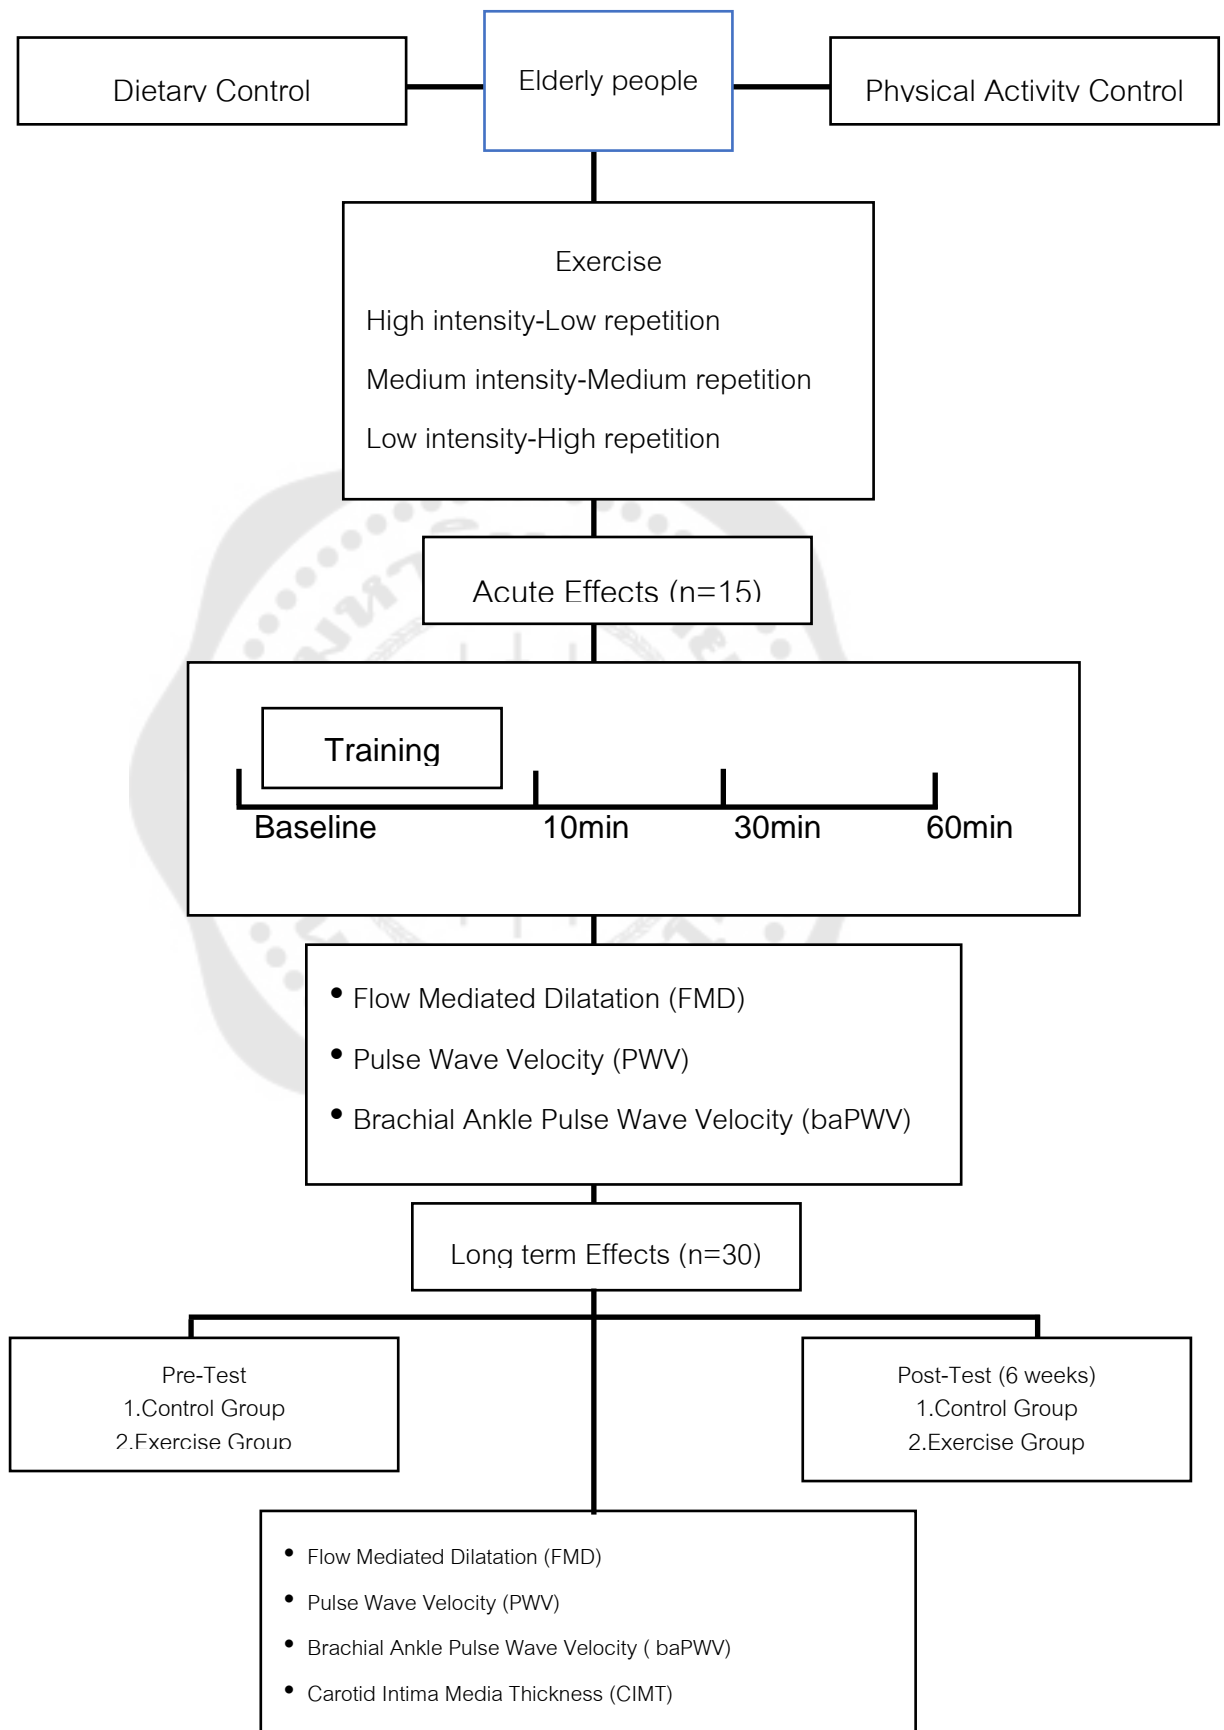 Dietary Control
Elderly people
Physical Activity Control
Exercise
High intensity-Low repetition
Medium intensity-Medium repetition
Low intensity-High repetition
Acute Effects (n=15)
Training
Baseline
10min
30min
60min
• Flow Mediated Dilatation (FMD)
• Pulse Wave Velocity (PWV)
• Brachial Ankle Pulse Wave Velocity (baPWV)
Long term Effects (n=30)
Pre-Test
1.Control Group
2.Exercise Group
Post-Test (6 weeks)
1.Control Group
2.Exercise Group
• Flow Mediated Dilatation (FMD)
• Pulse Wave Velocity (PWV)
• Brachial Ankle Pulse Wave Velocity ( baPWV)
• Carotid Intima Media Thickness (CIMT)